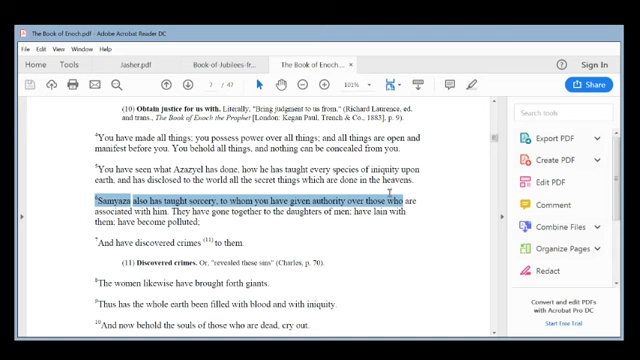 The Book of Enoch.pdf - Adobe Acrobat Reader DC
File Edit View Window Help
Home Tools Jasher.pdf Book-of-Jubilees-fr... The Book of Enoch.... × Sign In
7 / 47 101% Share
(10) Obtain justice for us with. Literally, "Bring judgment to us from." (Richard Laurence, ed.
and trans., The Book of Enoch the Prophet [London: Kegan Paul, Trench & Co., 1883], p. 9).
4You have made all things; you possess power over all things; and all things are open and
manifest before you. You behold all things, and nothing can be concealed from you.
5You have seen what Azazyel has done, how he has taught every species of iniquity upon
earth, and has disclosed to the world all the secret things which are done in the heavens.
6Samyaza also has taught sorcery, to whom you have given authority over those who are
associated with him. They have gone together to the daughters of men; have lain with
them; have become polluted;
7And have discovered crimes (11) to them.
(11) Discovered crimes. Or, "revealed these sins" (Charles, p. 70).
8The women likewise have brought forth giants.
9Thus has the whole earth been filled with blood and with iniquity.
10And now behold the souls of those who are dead, cry out.
Search tools
Export PDF
Create PDF
Edit PDF
Comment
Combine Files
Organize Pages
Redact
Convert and edit PDFs
with Acrobat Pro DC
Start Free Trial